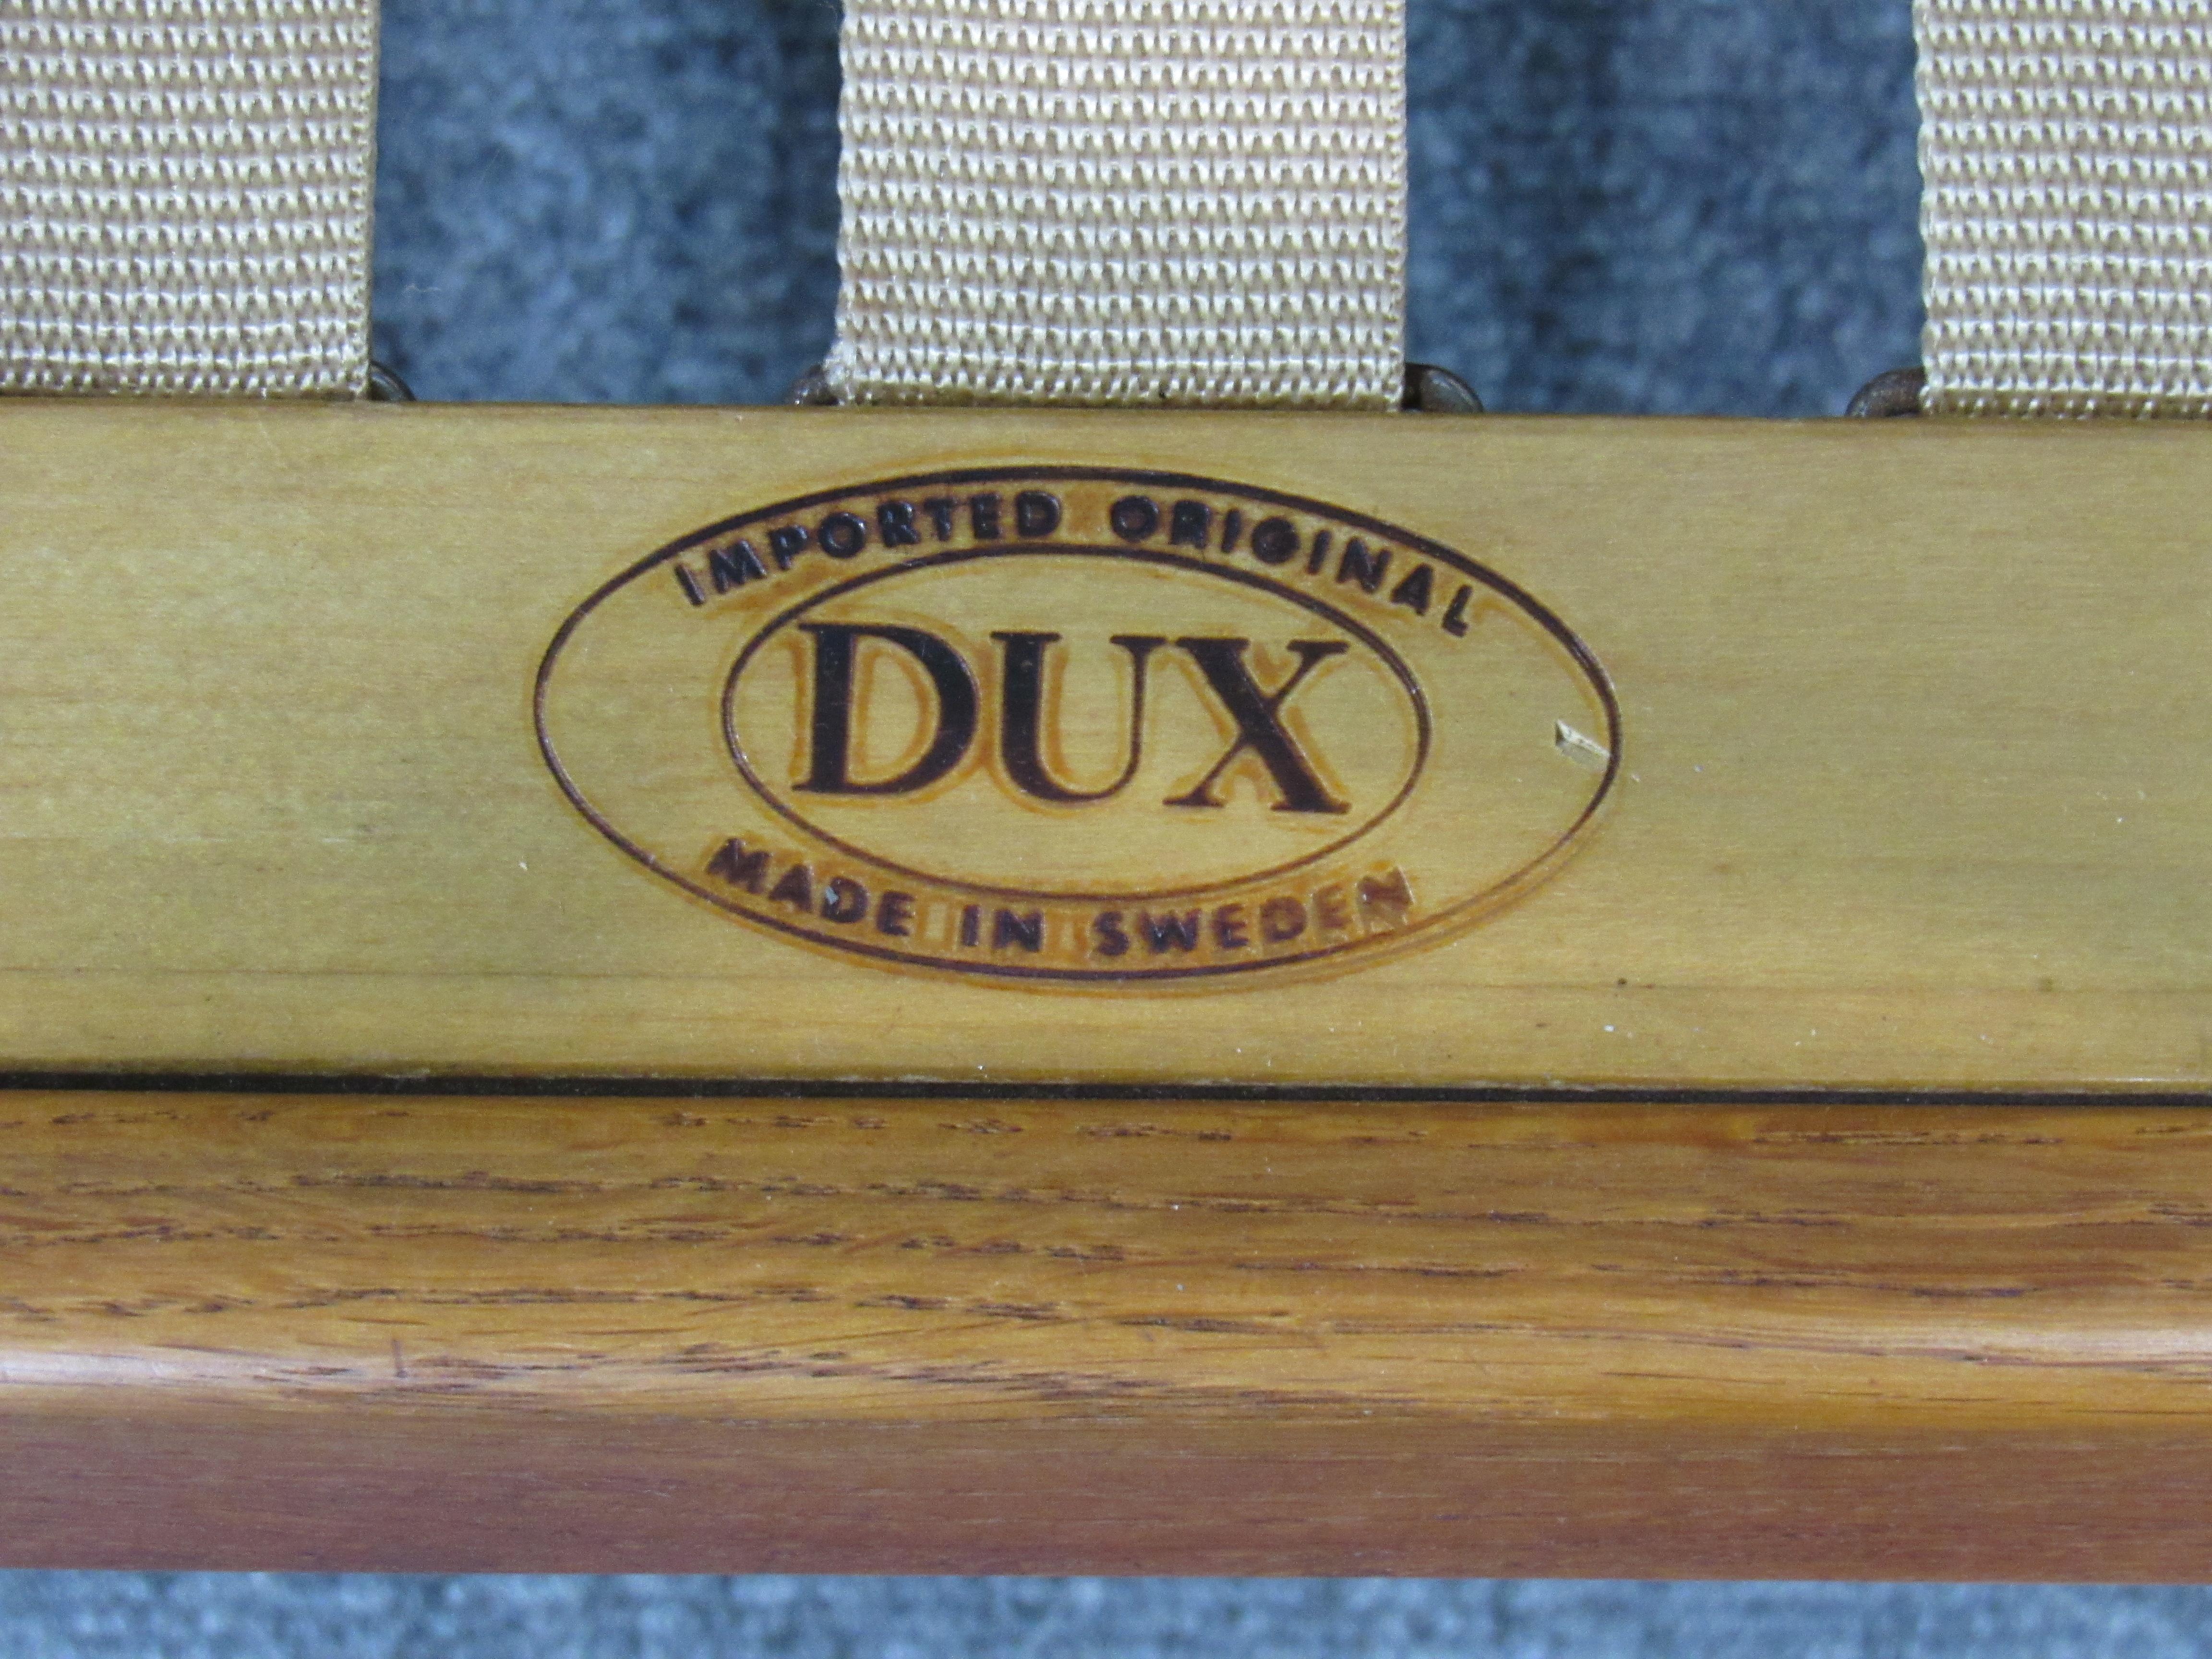 IMPORTED ORIGINAL
DUX
MADE IN SWEDEN